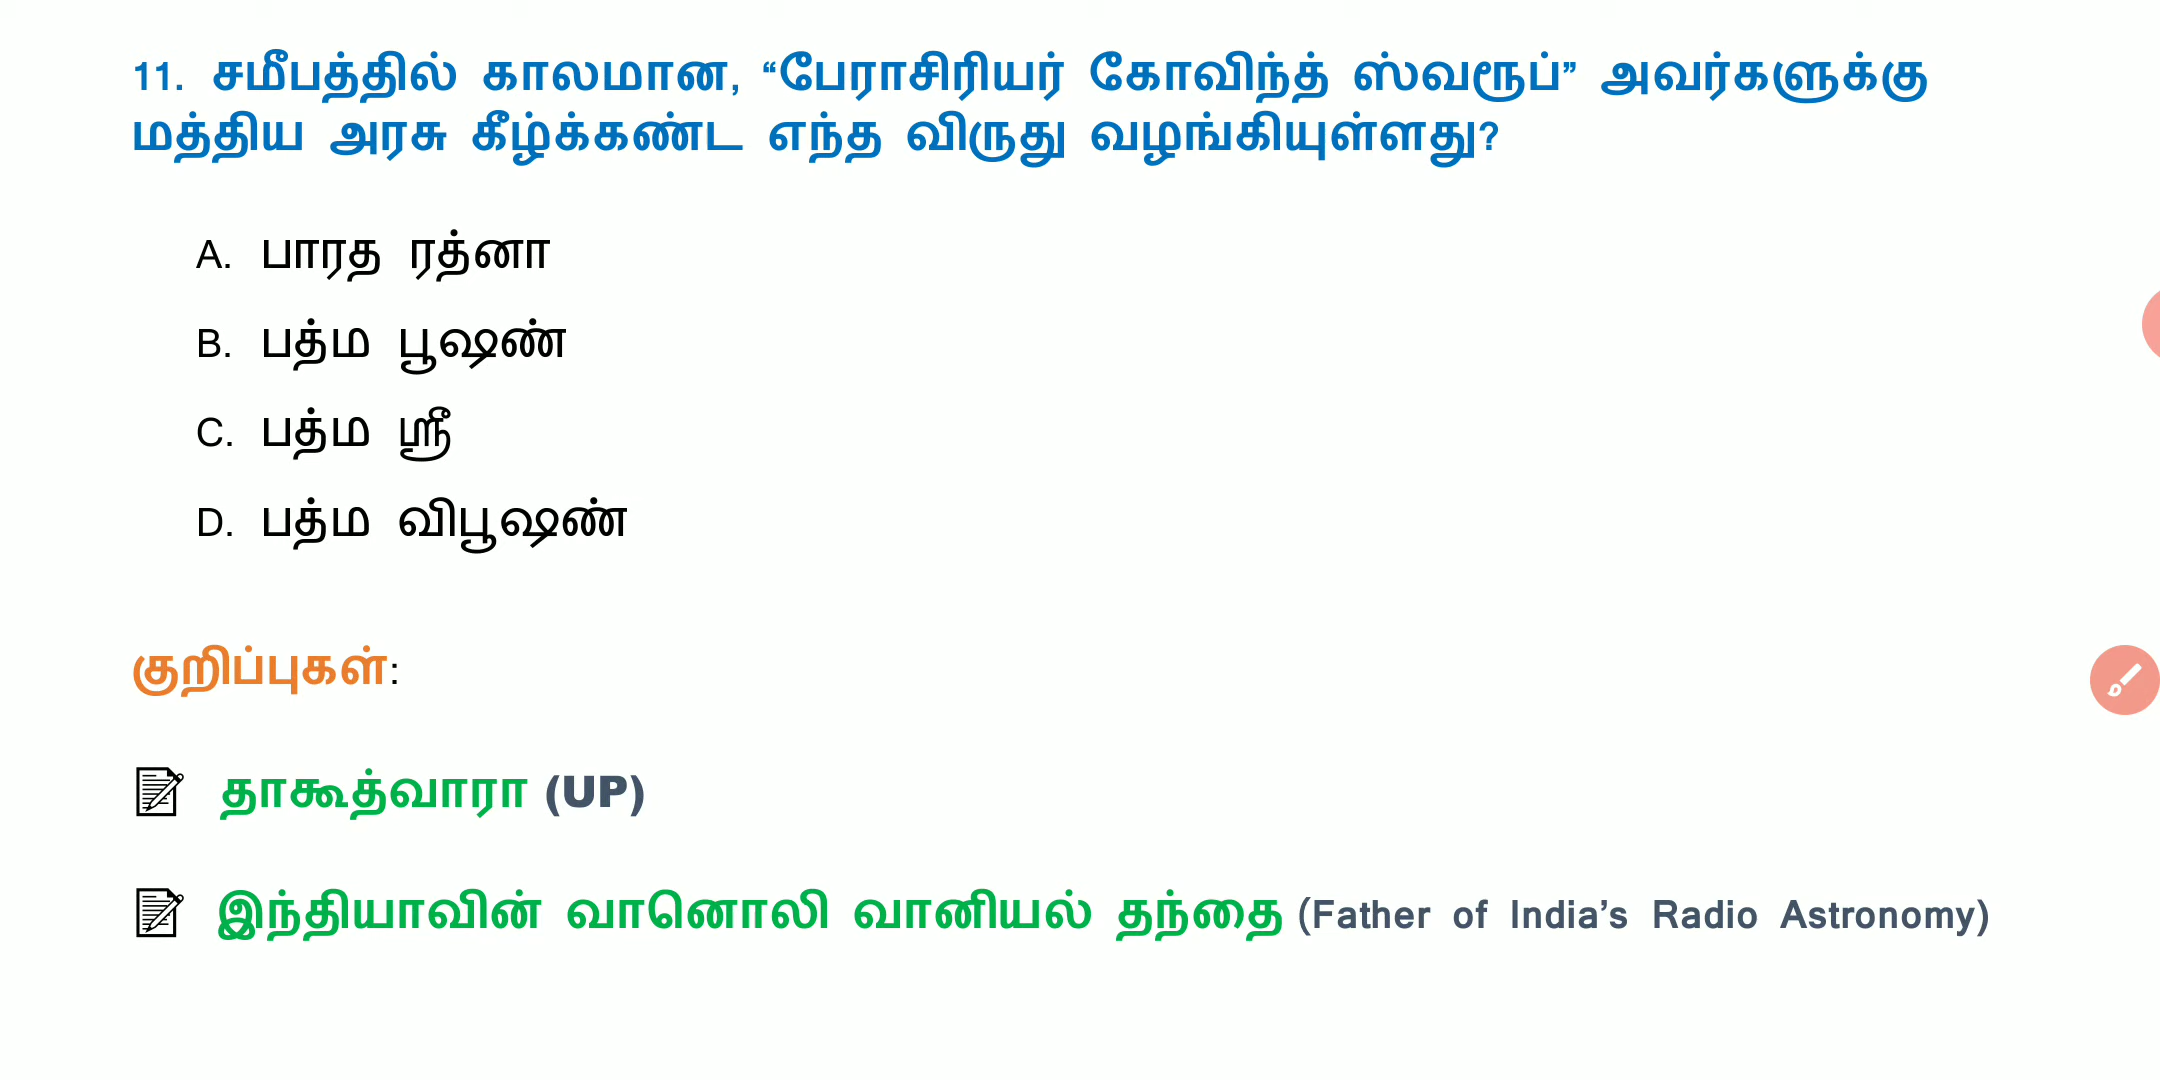 11. சமீபத்தில் காலமான, “பேராசிரியர் கோவிந்த் ஸ்வரூப்” அவர்களுக்கு
மத்திய அரசு கீழ்க்கண்ட எந்த விருது வழங்கியுள்ளது?
A. பாரத ரத்னா
B. பத்ம பூஷண்
C. பத்ம ஸ்ரீ
D. பத்ம விபூஷண்
குறிப்புகள்:
தாகூத்வாரா (UP)
இந்தியாவின் வானொலி வானியல் தந்தை (Father of India’s Radio Astronomy)